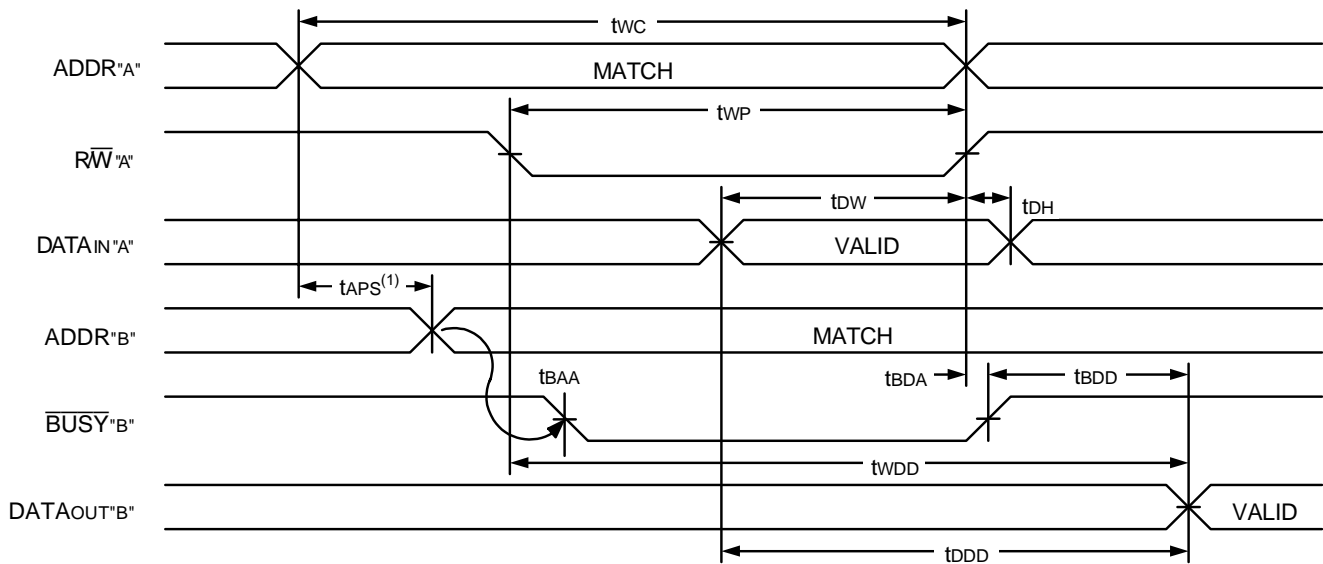 tWC
ADDR"A"
MATCH
tWP
R/W̅"A"
tDW
tDH
DATAIN"A"
VALID
tAPS(1)
ADDR"B"
MATCH
tBAA
tBDA
tBDD
B̅U̅S̅Y̅"B"
tWDD
DATAOUT"B"
VALID
tDDD